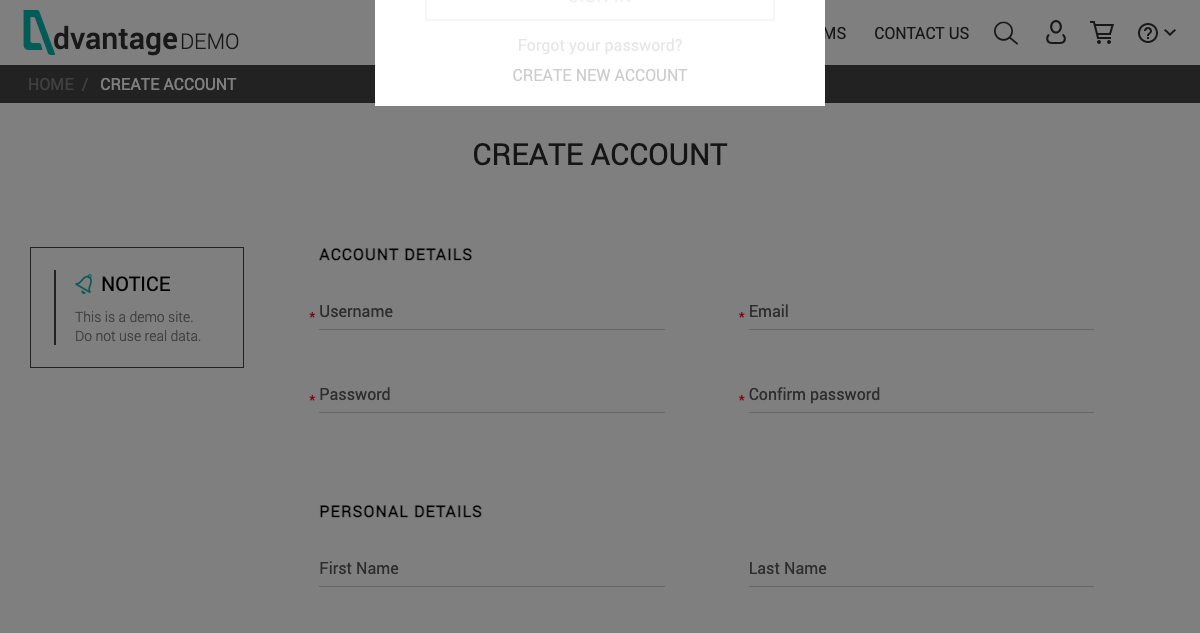 SIGN IN
Forgot your password?
CREATE NEW ACCOUNT
dvantage DEMO
MS CONTACT US
HOME / CREATE ACCOUNT
CREATE ACCOUNT
NOTICE
This is a demo site.
Do not use real data.
ACCOUNT DETAILS
* Username
* Email
* Password
* Confirm password
PERSONAL DETAILS
First Name
Last Name